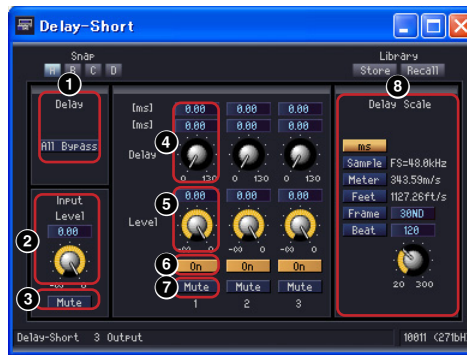 Delay-Short
Snap
A B C D
Library
Store Recall
1
Delay
All Bypass
2
Input
Level
0.00
-∞ 0
3
Mute
[ms] 0.00 0.00 0.00
[ms] 0.00 0.00 0.00
4
Delay
0 130 0 130 0 130
5
0.00 0.00 0.00
Level
-∞ 0 -∞ 0 -∞ 0
6
On On On
7
Mute Mute Mute
1 2 3
8
Delay Scale
ms
Sample FS=48.0kHz
Meter 343.59m/s
Feet 1127.26ft/s
Frame 30ND
Beat 120
20 300
Delay-Short 3 Output
10011 (271bH